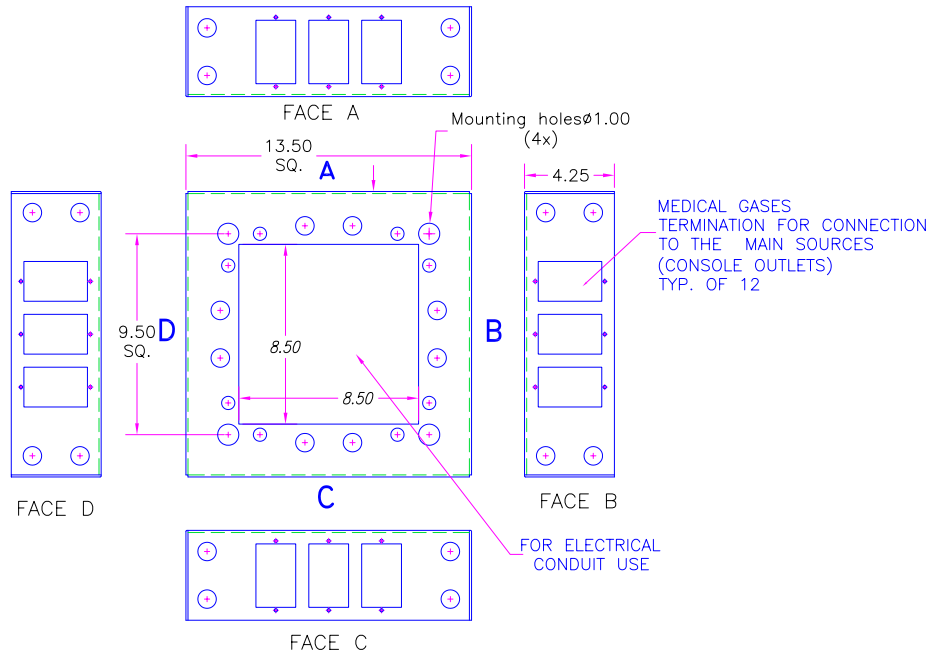 FACE A
Mounting holesø1.00
(4x)
13.50
SQ.
A
4.25
MEDICAL GASES
TERMINATION FOR CONNECTION
TO THE MAIN SOURCES
(CONSOLE OUTLETS)
TYP. OF 12
9.50
SQ.
D
8.50
B
8.50
C
FACE D
FACE B
FOR ELECTRICAL
CONDUIT USE
FACE C